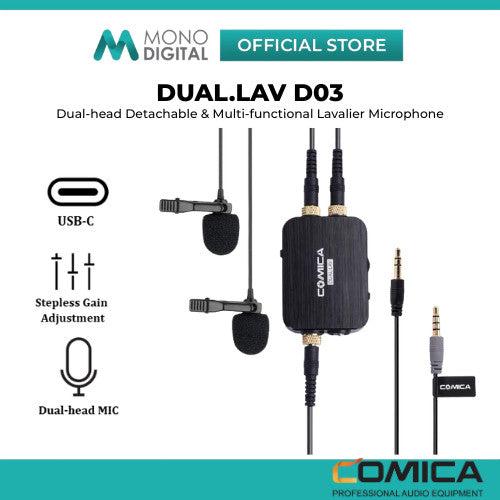 MONO
DIGITAL
OFFICIAL STORE
DUAL.LAV D03
Dual-head Detachable & Multi-functional Lavalier Microphone
USB-C
Stepless Gain
Adjustment
Dual-head MIC
COMICA
COMICA
COMICA
PROFESSIONAL AUDIO EQUIPMENT